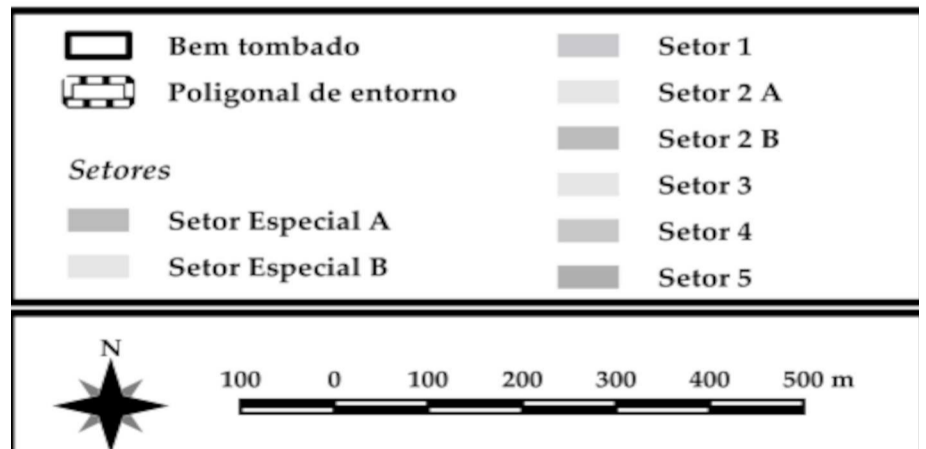 Bem tombado
Poligonal de entorno
Setores
Setor Especial A
Setor Especial B
Setor 1
Setor 2 A
Setor 2 B
Setor 3
Setor 4
Setor 5
N
100 0 100 200 300 400 500 m